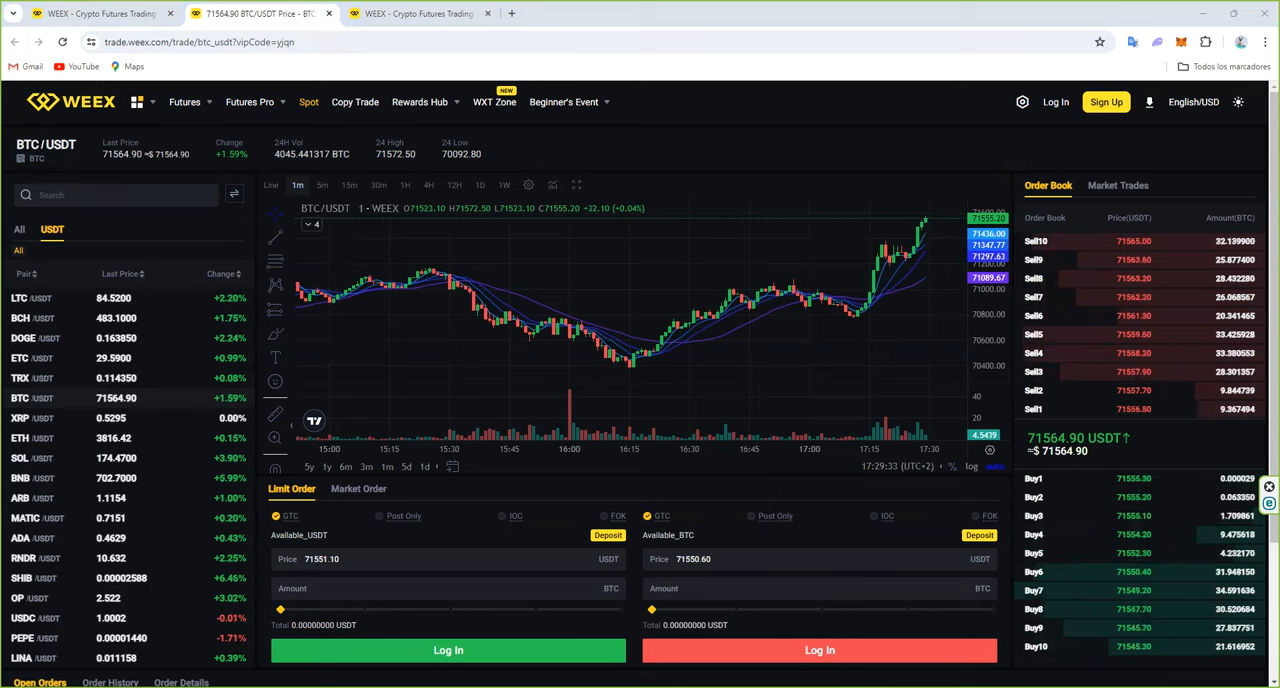 WEEX - Crypto Futures Trading
71564.90 BTC/USDT Price - BTC
WEEX - Crypto Futures Trading
trade.weex.com/trade/btc_usdt?vipCode=yjqn
Gmail YouTube Maps Todos los marcadores
WEEX Futures Futures Pro Spot Copy Trade Rewards Hub WXT Zone NEW Beginner's Event Log In Sign Up English/USD
BTC/USDT Last Price Change 24H Vol 24 High 24 Low
BTC 71564.90 ≈$ 71564.90 +1.59% 4045.441317 BTC 71572.50 70092.80
Search
All USDT
All
Pair Last Price Change
LTC /USDT 84.5200 +2.20%
BCH /USDT 483.1000 +1.75%
DOGE /USDT 0.163850 +2.24%
ETC /USDT 29.5900 +0.99%
TRX /USDT 0.114350 +0.08%
BTC /USDT 71564.90 +1.59%
XRP /USDT 0.5295 0.00%
ETH /USDT 3816.42 +0.15%
SOL /USDT 174.4700 +3.90%
BNB /USDT 702.7000 +5.99%
ARB /USDT 1.1154 +1.00%
MATIC /USDT 0.7151 +0.20%
ADA /USDT 0.4629 +0.43%
RNDR /USDT 10.632 +2.25%
SHIB /USDT 0.00002588 +6.46%
OP /USDT 2.522 +3.02%
USDC /USDT 1.0002 -0.01%
PEPE /USDT 0.00001440 -1.71%
LINA /USDT 0.011158 +0.39%
Line 1m 5m 15m 30m 1H 4H 12H 1D 1W
BTC/USDT · 1 · WEEX O71523.10 H71572.50 L71523.10 C71555.20 +32.10 (+0.04%)
4
71555.20
71436.00
71347.77
71297.63
71200.00
71089.67
71000.00
70800.00
70600.00
70400.00
40
20
4.5439
15:00 15:15 15:30 15:45 16:00 16:15 16:30 16:45 17:00 17:15 17:30
5y 1y 6m 3m 1m 5d 1d 17:29:33 (UTC+2) % log auto
Limit Order Market Order
GTC Post Only IOC FOK GTC Post Only IOC FOK
Available_USDT Deposit Available_BTC Deposit
Price 71551.10 USDT Price 71550.60 USDT
Amount BTC Amount BTC
Total 0.00000000 USDT Total 0.00000000 USDT
Log In Log In
Order Book Market Trades
Order Book Price(USDT) Amount(BTC)
Sell10 71565.00 32.139900
Sell9 71563.60 25.877400
Sell8 71563.20 28.432280
Sell7 71562.20 26.068567
Sell6 71561.30 20.341465
Sell5 71559.60 33.425928
Sell4 71558.20 33.380553
Sell3 71557.90 28.301357
Sell2 71557.70 9.844739
Sell1 71556.80 9.367494
71564.90 USDT↑
≈$ 71564.90
Buy1 71555.30 0.000029
Buy2 71555.20 0.063350
Buy3 71555.10 1.709861
Buy4 71554.20 9.475618
Buy5 71552.30 4.232170
Buy6 71550.40 31.948150
Buy7 71549.20 34.591636
Buy8 71547.70 30.520684
Buy9 71545.70 27.837751
Buy10 71545.30 21.616952
Open Orders Order History Order Details